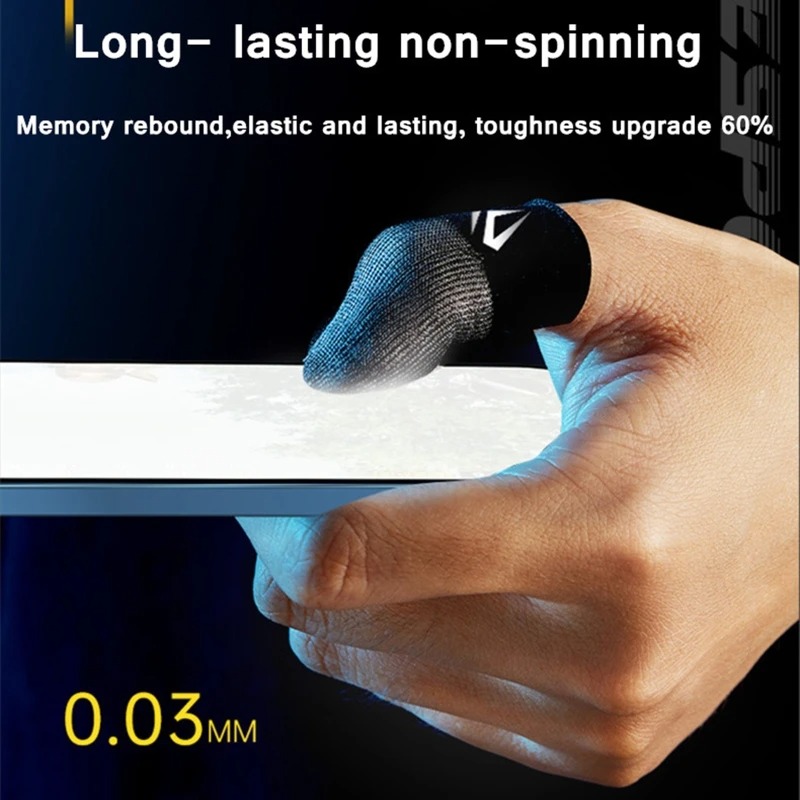 Long- lasting non-spinning
Memory rebound,elastic and lasting, toughness upgrade 60%
0.03MM